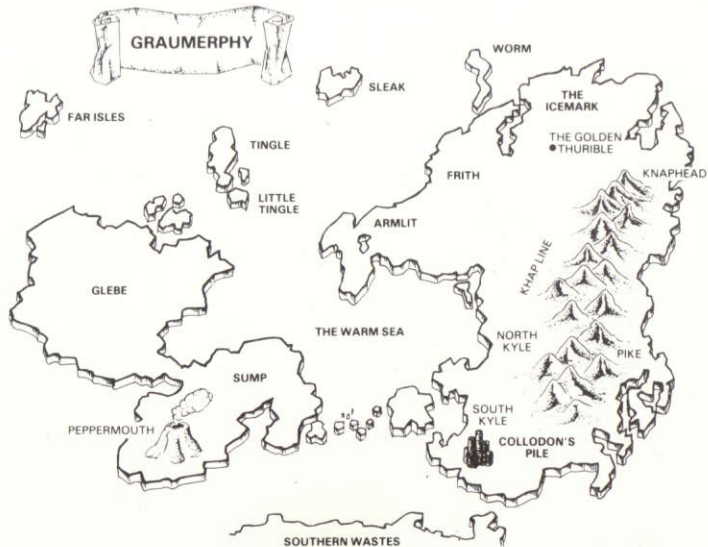 GRAUMERPHY
WORM
SLEAK
THE
ICEMARK
FAR ISLES
THE GOLDEN
THURIBLE
TINGLE
FRITH
KNAPHEAD
LITTLE
TINGLE
ARMLIT
KHAP LINE
GLEBE
THE WARM SEA
NORTH
KYLE
PIKE
SUMP
SOUTH
KYLE
PEPPERMOUTH
COLLODON'S
PILE
SOUTHERN WASTES